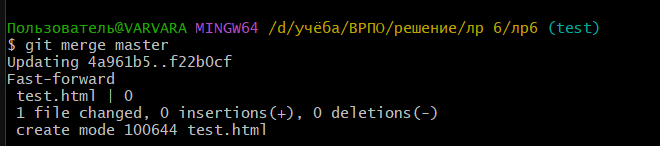 Пользователь@VARVARA MINGW64 /d/учёба/ВРПО/решение/лр 6/лр6 (test)
$ git merge master
Updating 4a961b5..f22b0cf
Fast-forward
 test.html | 0
 1 file changed, 0 insertions(+), 0 deletions(-)
 create mode 100644 test.html